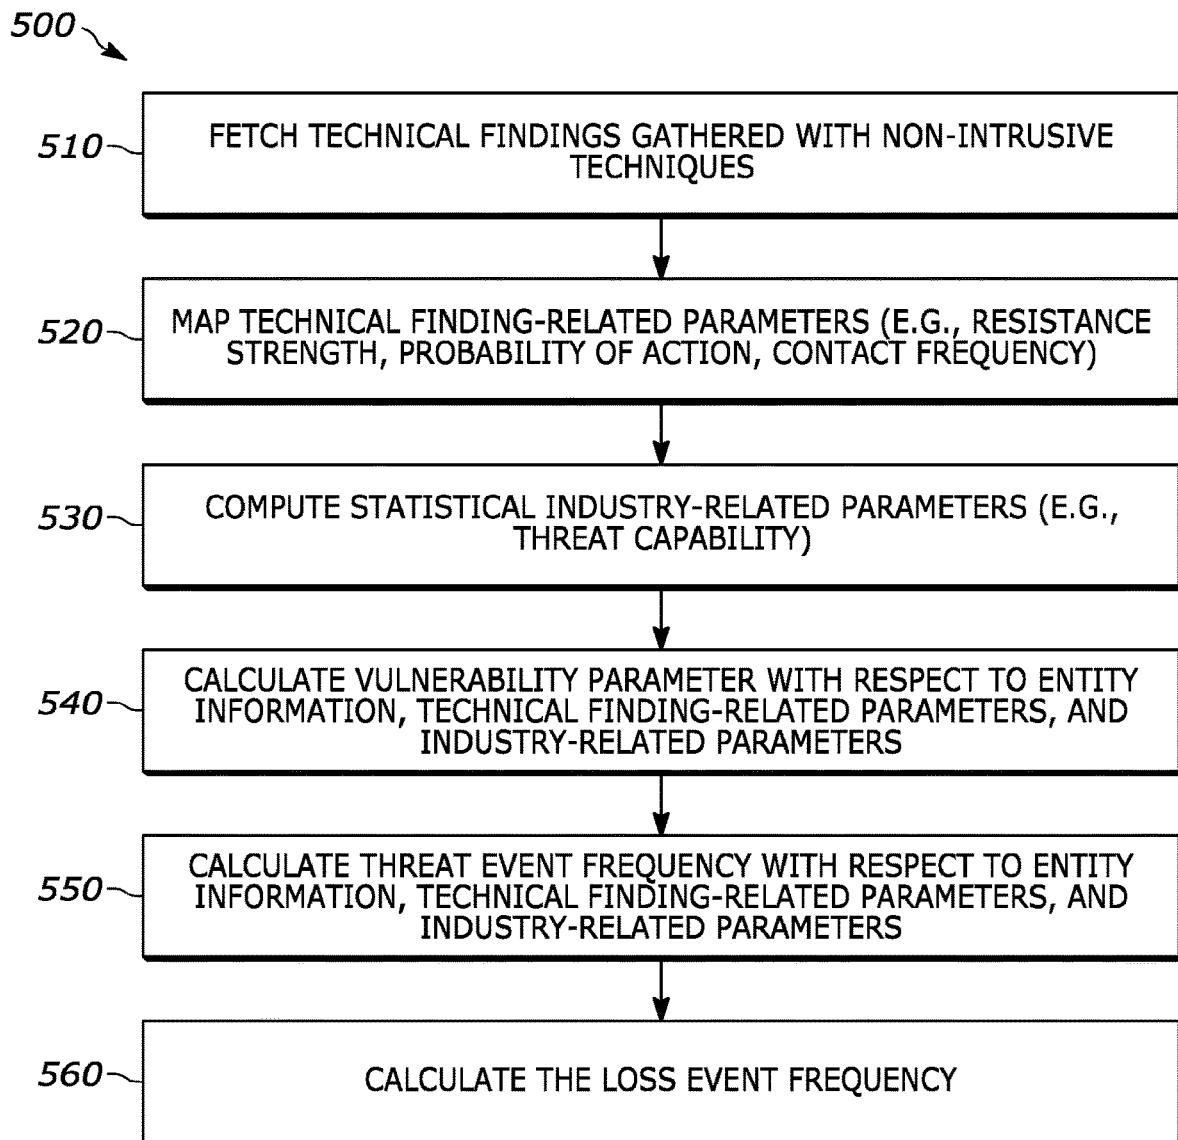 500
510
FETCH TECHNICAL FINDINGS GATHERED WITH NON-INTRUSIVE
TECHNIQUES
520
MAP TECHNICAL FINDING-RELATED PARAMETERS (E.G., RESISTANCE
STRENGTH, PROBABILITY OF ACTION, CONTACT FREQUENCY)
530
COMPUTE STATISTICAL INDUSTRY-RELATED PARAMETERS (E.G.,
THREAT CAPABILITY)
540
CALCULATE VULNERABILITY PARAMETER WITH RESPECT TO ENTITY
INFORMATION, TECHNICAL FINDING-RELATED PARAMETERS, AND
INDUSTRY-RELATED PARAMETERS
550
CALCULATE THREAT EVENT FREQUENCY WITH RESPECT TO ENTITY
INFORMATION, TECHNICAL FINDING-RELATED PARAMETERS, AND
INDUSTRY-RELATED PARAMETERS
560
CALCULATE THE LOSS EVENT FREQUENCY